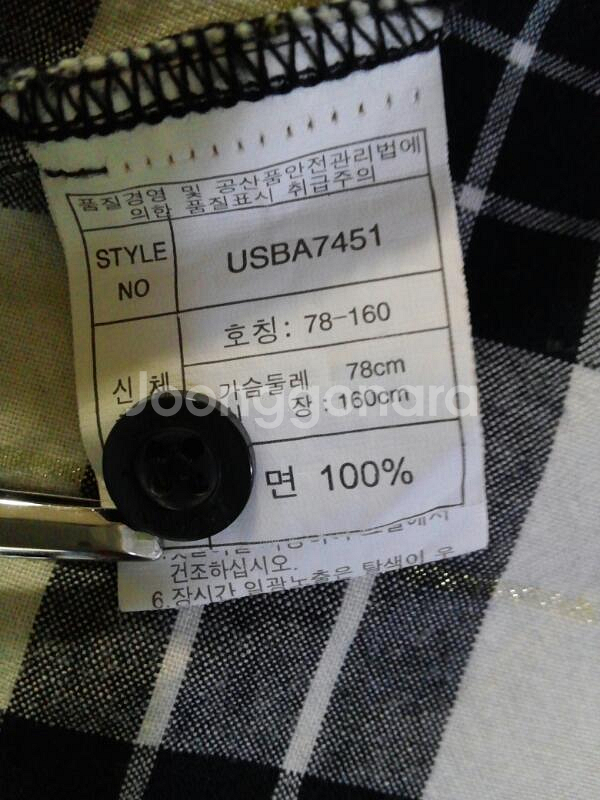 품질경영 및 공산품안전관리법에
의한 품질표시 취급주의
STYLE NO
USBA7451
호칭: 78-160
신 체
가슴둘레 78cm
장 : 160cm
면 100%
건조하십시오.
6.장시간 일광노출은 탈색이
Joonggonara